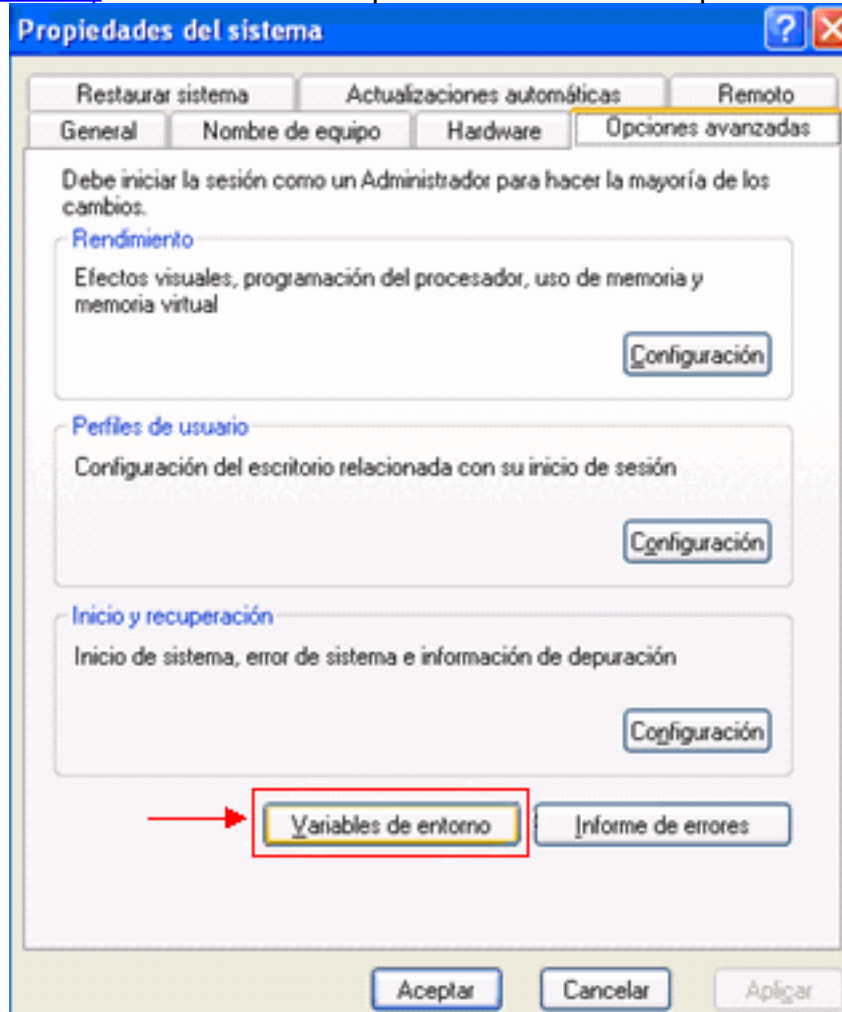 Propiedades del sistema
Restaurar sistema Actualizaciones automáticas Remoto
General Nombre de equipo Hardware Opciones avanzadas
Debe iniciar la sesión como un Administrador para hacer la mayoría de los
cambios.
Rendimiento
Efectos visuales, programación del procesador, uso de memoria y
memoria virtual
Configuración
Perfiles de usuario
Configuración del escritorio relacionada con su inicio de sesión
Configuración
Inicio y recuperación
Inicio de sistema, error de sistema e información de depuración
Configuración
Variables de entorno Informe de errores
Aceptar Cancelar Aplicar